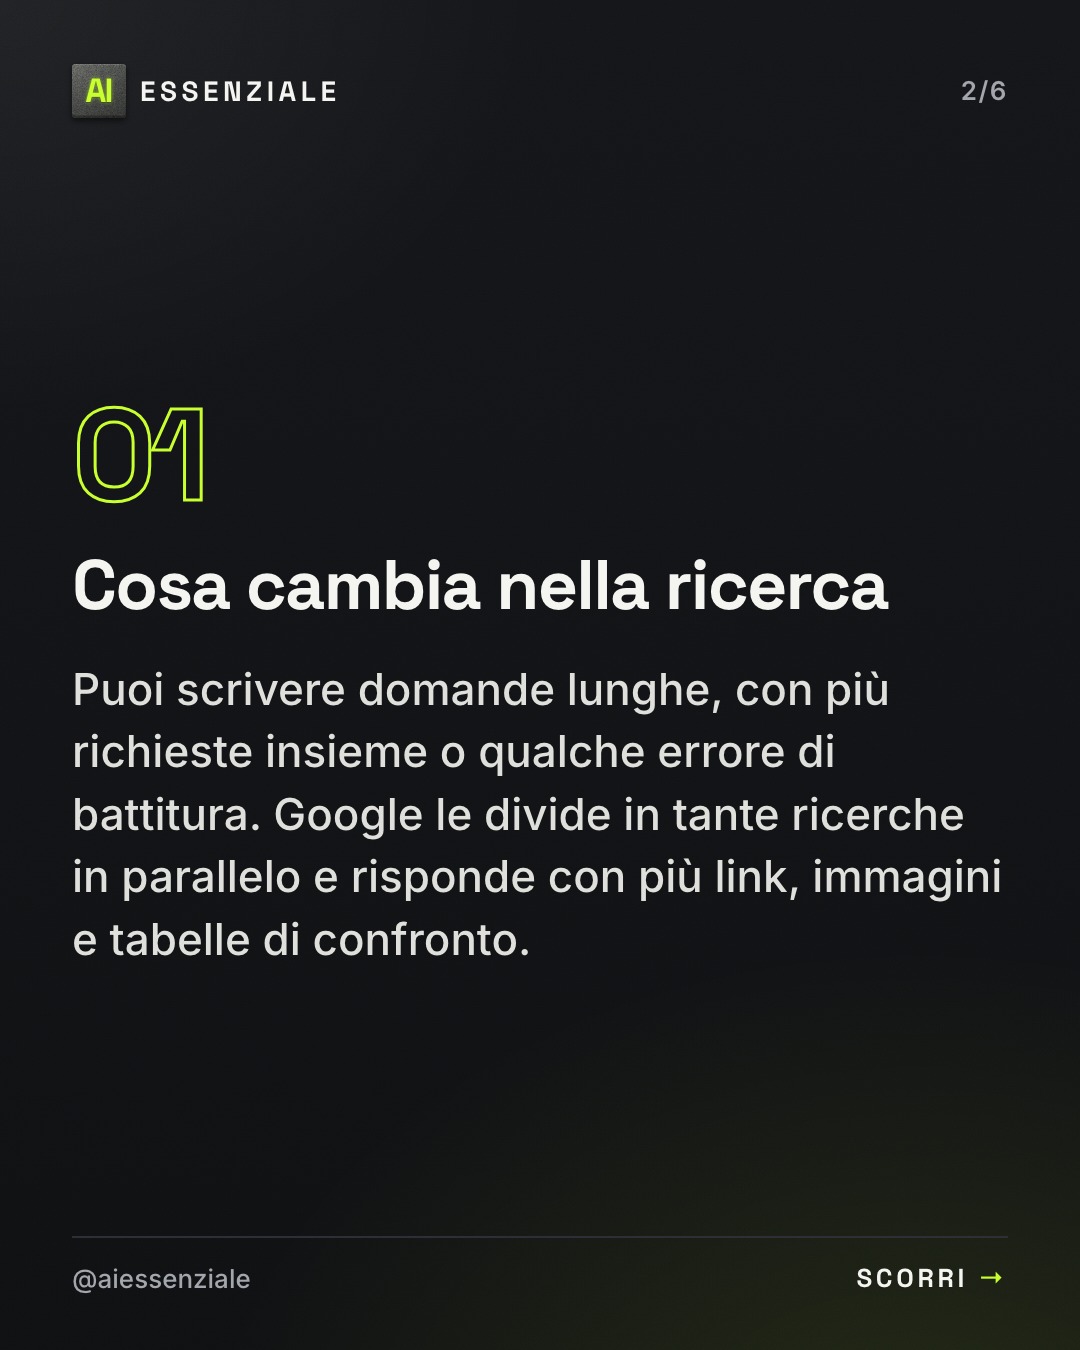 AI ESSENZIALE
2/6
01
Cosa cambia nella ricerca
Puoi scrivere domande lunghe, con più
richieste insieme o qualche errore di
battitura. Google le divide in tante ricerche
in parallelo e risponde con più link, immagini
e tabelle di confronto.
@aiessenziale
SCORRI →